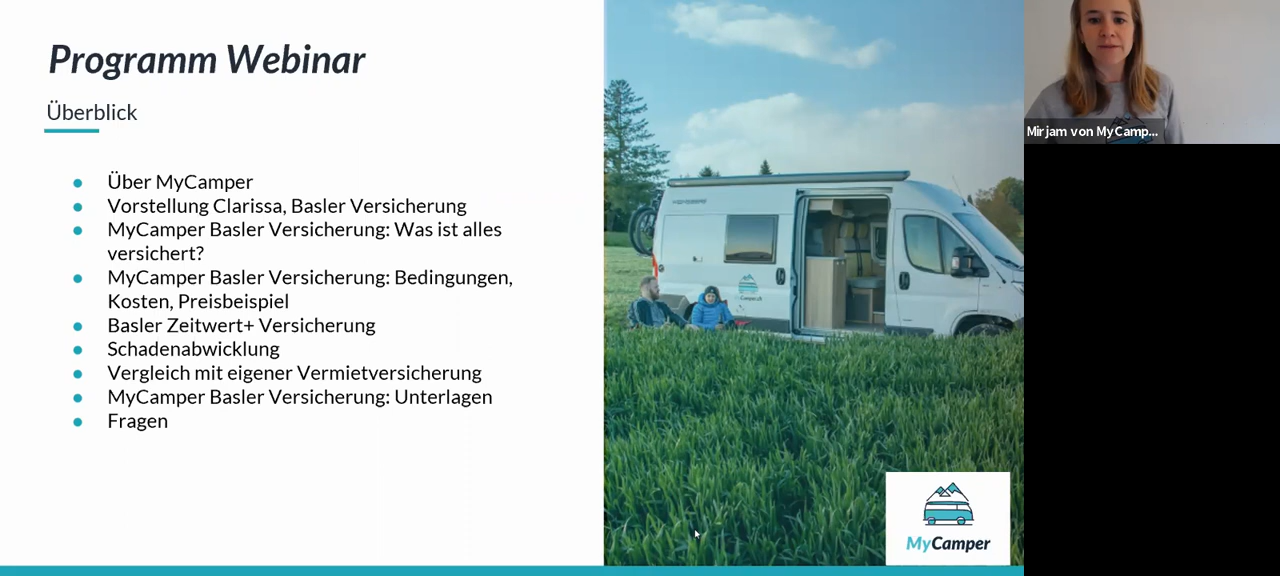 Programm Webinar
Überblick
Über MyCamper
Vorstellung Clarissa, Basler Versicherung
MyCamper Basler Versicherung: Was ist alles
versichert?
MyCamper Basler Versicherung: Bedingungen,
Kosten, Preisbeispiel
Basler Zeitwert+ Versicherung
Schadenabwicklung
Vergleich mit eigener Vermietversicherung
MyCamper Basler Versicherung: Unterlagen
Fragen
MyCamper
Mirjam von MyCamp...